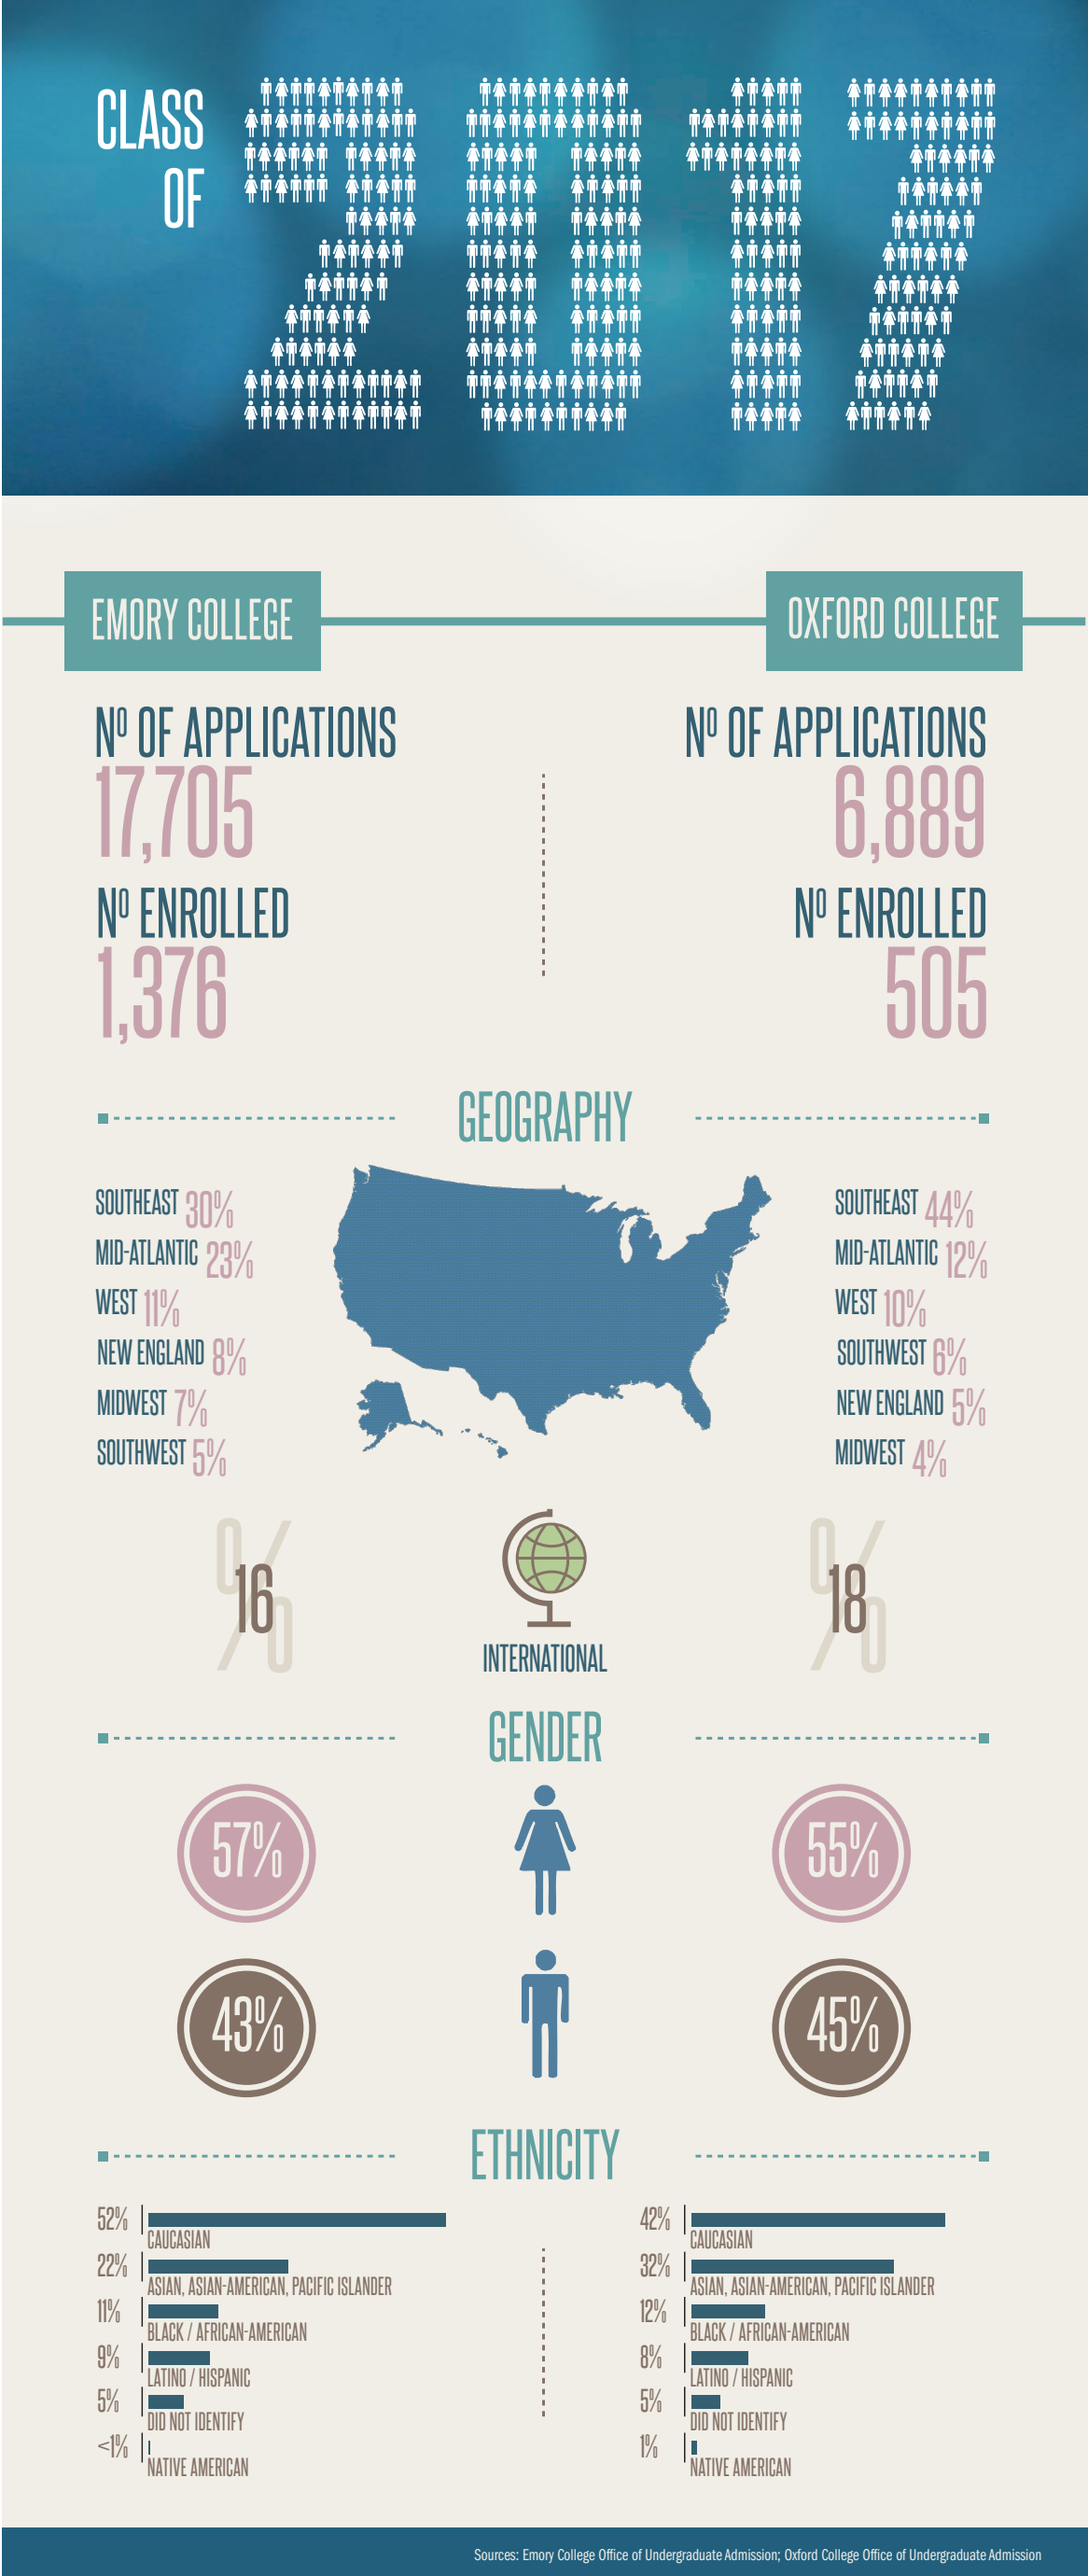 CLASS
OF
2017
EMORY COLLEGE
OXFORD COLLEGE
Nº OF APPLICATIONS
17,705
Nº ENROLLED
1,376
Nº OF APPLICATIONS
6,889
Nº ENROLLED
505
GEOGRAPHY
SOUTHEAST 30%
MID-ATLANTIC 23%
WEST 11%
NEW ENGLAND 8%
MIDWEST 7%
SOUTHWEST 5%
SOUTHEAST 44%
MID-ATLANTIC 12%
WEST 10%
SOUTHWEST 6%
NEW ENGLAND 5%
MIDWEST 4%
16%
INTERNATIONAL
18%
GENDER
57%
55%
43%
45%
ETHNICITY
52%
CAUCASIAN
22%
ASIAN, ASIAN-AMERICAN, PACIFIC ISLANDER
11%
BLACK / AFRICAN-AMERICAN
9%
LATINO / HISPANIC
5%
DID NOT IDENTIFY
<1%
NATIVE AMERICAN
42%
CAUCASIAN
32%
ASIAN, ASIAN-AMERICAN, PACIFIC ISLANDER
12%
BLACK / AFRICAN-AMERICAN
8%
LATINO / HISPANIC
5%
DID NOT IDENTIFY
1%
NATIVE AMERICAN
Sources: Emory College Office of Undergraduate Admission; Oxford College Office of Undergraduate Admission